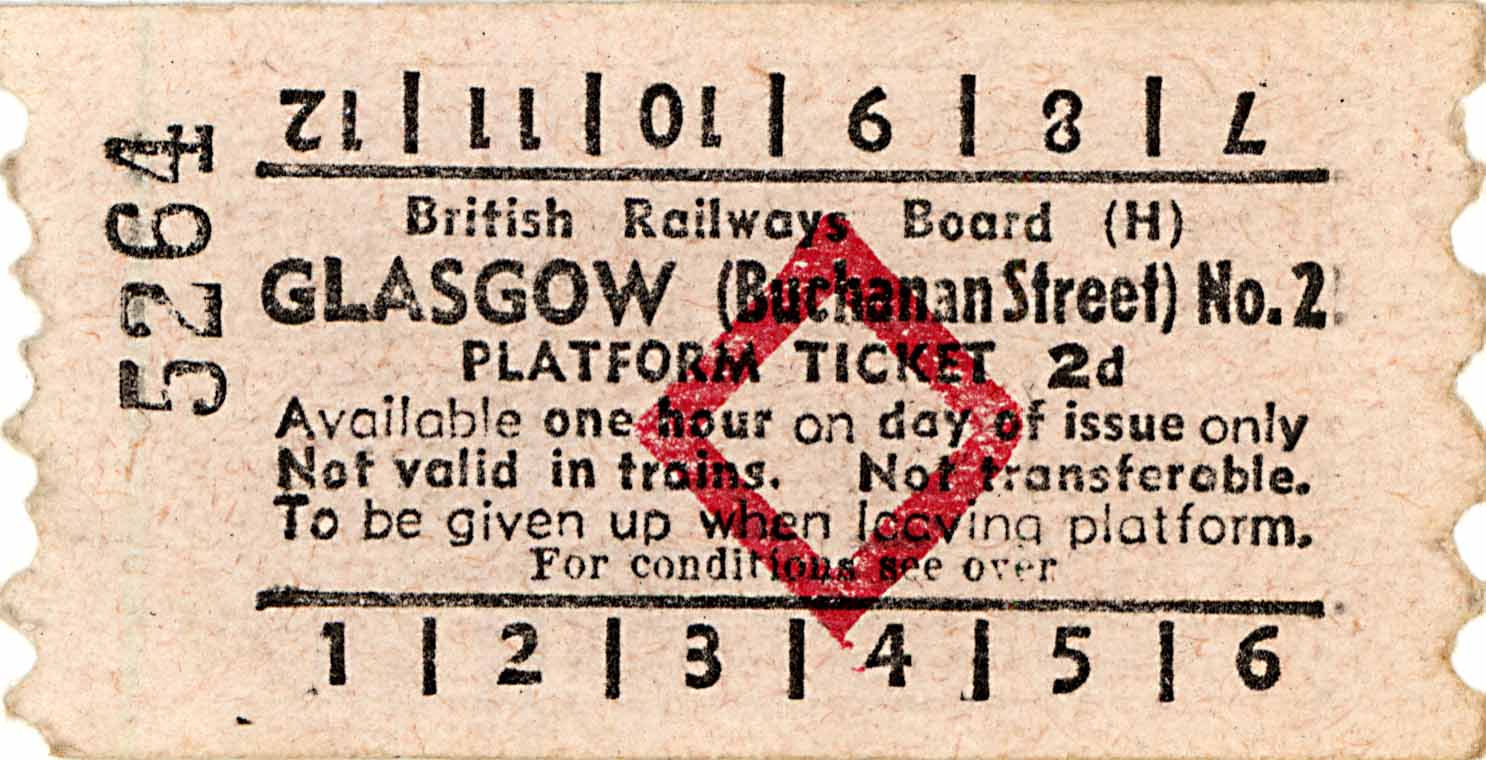 12 | 11 | 10 | 9 | 8 | 7
5264
British Railways Board (H)
GLASGOW (Buchanan Street) No. 2
PLATFORM TICKET 2d
Available one hour on day of issue only
Not valid in trains. Not transferable.
To be given up when leaving platform.
For conditions see over
1 | 2 | 3 | 4 | 5 | 6